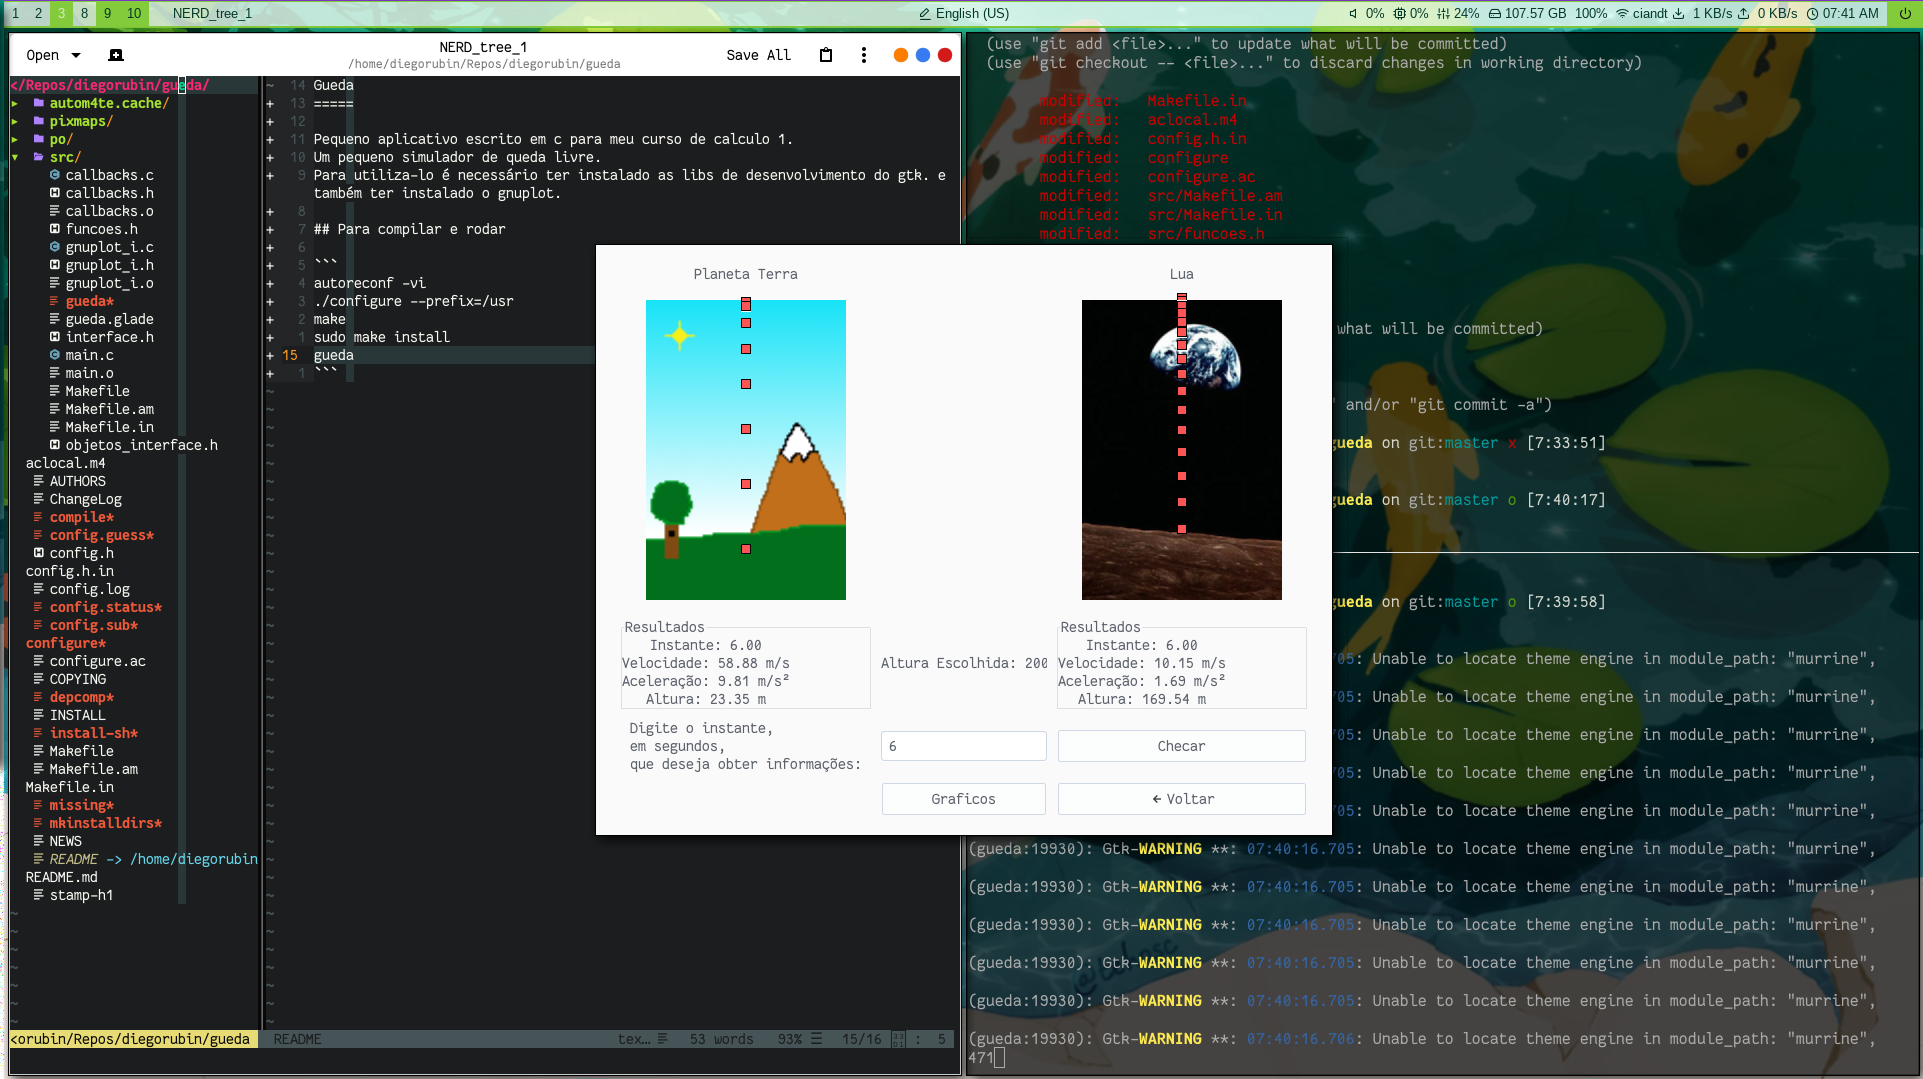 1 2 3 8 9 10 NERD_tree_1
English (US)
0% 0% 24% 107.57 GB 100% ciandt 1 KB/s 0 KB/s 07:41 AM
Open
NERD_tree_1
/home/diegorubin/Repos/diegorubin/gueda
Save All
</Repos/diegorubin/gueda/
▸ autom4te.cache/
▸ pixmaps/
▸ po/
▾ src/
callbacks.c
callbacks.h
callbacks.o
funcoes.h
gnuplot_i.c
gnuplot_i.h
gnuplot_i.o
gueda*
gueda.glade
interface.h
main.c
main.o
Makefile
Makefile.am
Makefile.in
objetos_interface.h
aclocal.m4
AUTHORS
ChangeLog
compile*
config.guess*
config.h
config.h.in
config.log
config.status*
config.sub*
configure*
configure.ac
COPYING
depcomp*
INSTALL
install-sh*
Makefile
Makefile.am
Makefile.in
missing*
mkinstalldirs*
NEWS
README -> /home/diegorubin
README.md
stamp-h1
<orubin/Repos/diegorubin/gueda
~ 14 Gueda
+ 13 =====
+ 12
+ 11 Pequeno aplicativo escrito em c para meu curso de calculo 1.
+ 10 Um pequeno simulador de queda livre.
+ 9 Para utiliza-lo é necessário ter instalado as libs de desenvolvimento do gtk. e
também ter instalado o gnuplot.
+ 8
+ 7 ## Para compilar e rodar
+ 6
+ 5 ```
+ 4 autoreconf -vi
+ 3 ./configure --prefix=/usr
+ 2 make
+ 1 sudo make install
+ 15 gueda
+ 1 ```
README tex… 53 words 93% 15/16 : 5
(use "git add <file>..." to update what will be committed)
(use "git checkout -- <file>..." to discard changes in working directory)
modified: Makefile.in
modified: aclocal.m4
modified: config.h.in
modified: configure
modified: configure.ac
modified: src/Makefile.am
modified: src/Makefile.in
modified: src/funcoes.h
what will be committed)
" and/or "git commit -a")
gueda on git:master x [7:33:51]
gueda on git:master o [7:40:17]
gueda on git:master o [7:39:58]
705: Unable to locate theme engine in module_path: "murrine",
705: Unable to locate theme engine in module_path: "murrine",
705: Unable to locate theme engine in module_path: "murrine",
705: Unable to locate theme engine in module_path: "murrine",
705: Unable to locate theme engine in module_path: "murrine",
(gueda:19930): Gtk-WARNING **: 07:40:16.705: Unable to locate theme engine in module_path: "murrine",
(gueda:19930): Gtk-WARNING **: 07:40:16.705: Unable to locate theme engine in module_path: "murrine",
(gueda:19930): Gtk-WARNING **: 07:40:16.705: Unable to locate theme engine in module_path: "murrine",
(gueda:19930): Gtk-WARNING **: 07:40:16.705: Unable to locate theme engine in module_path: "murrine",
(gueda:19930): Gtk-WARNING **: 07:40:16.705: Unable to locate theme engine in module_path: "murrine",
(gueda:19930): Gtk-WARNING **: 07:40:16.706: Unable to locate theme engine in module_path: "murrine",
471
Planeta Terra
Lua
Resultados
Instante: 6.00
Velocidade: 58.88 m/s
Aceleração: 9.81 m/s²
Altura: 23.35 m
Altura Escolhida: 200
Resultados
Instante: 6.00
Velocidade: 10.15 m/s
Aceleração: 1.69 m/s²
Altura: 169.54 m
Digite o instante,
em segundos,
que deseja obter informações:
6
Checar
Graficos
← Voltar